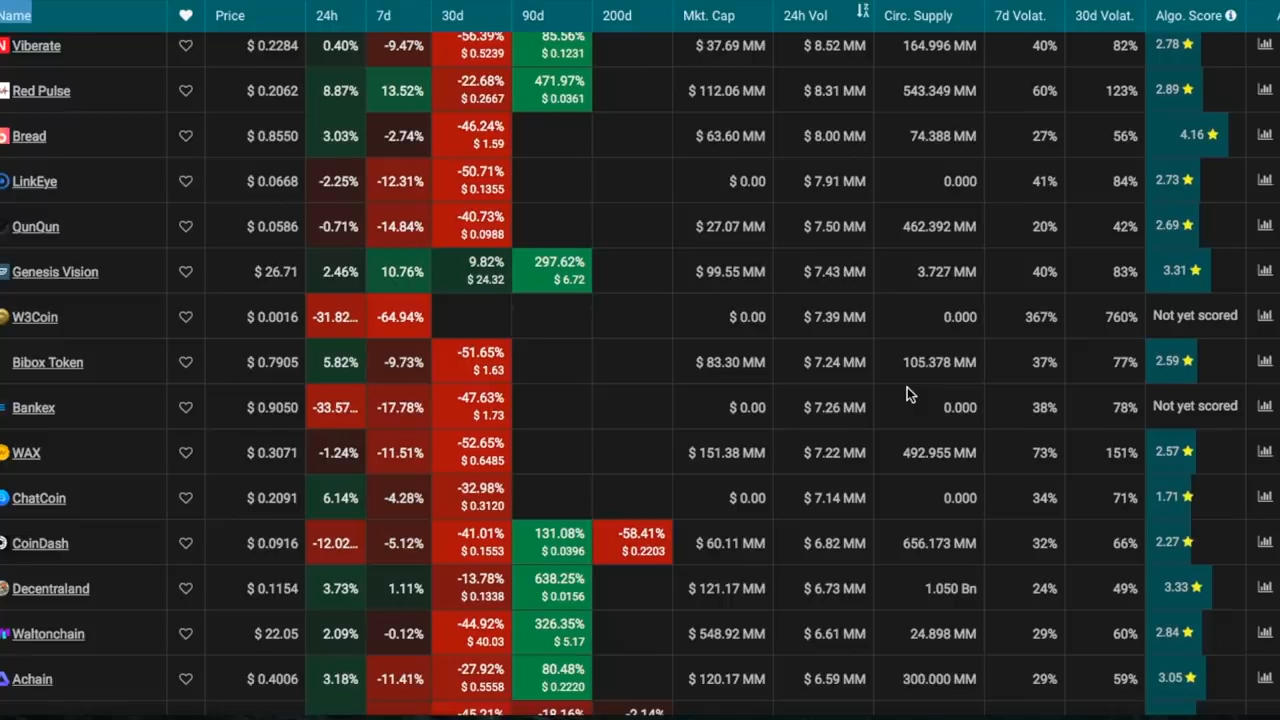 Name Price 24h 7d 30d 90d 200d Mkt. Cap 24h Vol Circ. Supply 7d Volat. 30d Volat. Algo. Score
Viberate $ 0.2284 0.40% -9.47% -56.39% 85.56% $ 37.69 MM $ 8.52 MM 164.996 MM 40% 82% 2.78
$ 0.5239 $ 0.1231
Red Pulse $ 0.2062 8.87% 13.52% -22.68% 471.97% $ 112.06 MM $ 8.31 MM 543.349 MM 60% 123% 2.89
$ 0.2667 $ 0.0361
Bread $ 0.8550 3.03% -2.74% -46.24% $ 63.60 MM $ 8.00 MM 74.388 MM 27% 56% 4.16
$ 1.59
LinkEye $ 0.0668 -2.25% -12.31% -50.71% $ 0.00 $ 7.91 MM 0.000 41% 84% 2.73
$ 0.1355
QunQun $ 0.0586 -0.71% -14.84% -40.73% $ 27.07 MM $ 7.50 MM 462.392 MM 20% 42% 2.69
$ 0.0988
Genesis Vision $ 26.71 2.46% 10.76% 9.82% 297.62% $ 99.55 MM $ 7.43 MM 3.727 MM 40% 83% 3.31
$ 24.32 $ 6.72
W3Coin $ 0.0016 -31.82... -64.94% $ 0.00 $ 7.39 MM 0.000 367% 760% Not yet scored
Bibox Token $ 0.7905 5.82% -9.73% -51.65% $ 83.30 MM $ 7.24 MM 105.378 MM 37% 77% 2.59
$ 1.63
Bankex $ 0.9050 -33.57... -17.78% -47.63% $ 0.00 $ 7.26 MM 0.000 38% 78% Not yet scored
$ 1.73
WAX $ 0.3071 -1.24% -11.51% -52.65% $ 151.38 MM $ 7.22 MM 492.955 MM 73% 151% 2.57
$ 0.6485
ChatCoin $ 0.2091 6.14% -4.28% -32.98% $ 0.00 $ 7.14 MM 0.000 34% 71% 1.71
$ 0.3120
CoinDash $ 0.0916 -12.02... -5.12% -41.01% 131.08% -58.41% $ 60.11 MM $ 6.82 MM 656.173 MM 32% 66% 2.27
$ 0.1553 $ 0.0396 $ 0.2203
Decentraland $ 0.1154 3.73% 1.11% -13.78% 638.25% $ 121.17 MM $ 6.73 MM 1.050 Bn 24% 49% 3.33
$ 0.1338 $ 0.0156
Waltonchain $ 22.05 2.09% -0.12% -44.92% 326.35% $ 548.92 MM $ 6.61 MM 24.898 MM 29% 60% 2.84
$ 40.03 $ 5.17
Achain $ 0.4006 3.18% -11.41% -27.92% 80.48% $ 120.17 MM $ 6.59 MM 300.000 MM 29% 59% 3.05
$ 0.5558 $ 0.2220
-45.21% -18.16% -2.14%